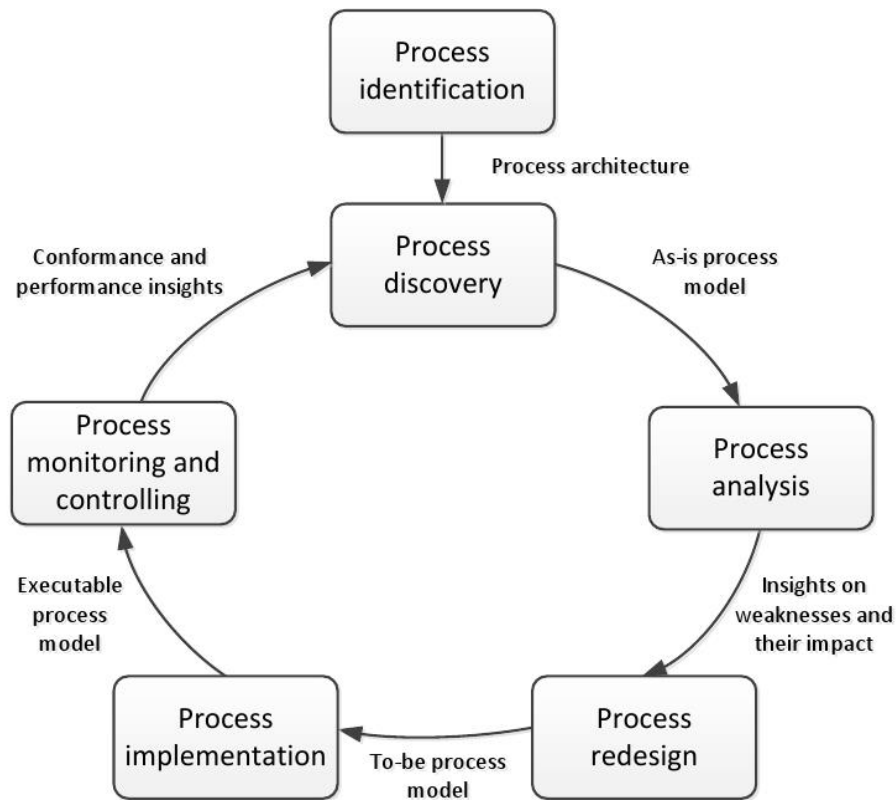 Process
identification
Process architecture
Process
discovery
As-is process
model
Process
analysis
Insights on
weaknesses and
their impact
Process
redesign
To-be process
model
Process
implementation
Executable
process
model
Process
monitoring and
controlling
Conformance and
performance insights